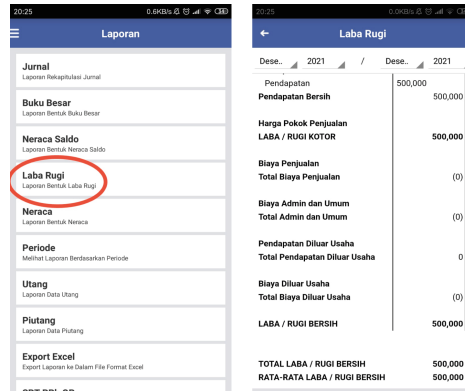 20:25
0.6KB/s
Laporan
Jurnal
Laporan Rekapitulasi Jurnal
Buku Besar
Laporan Bentuk Buku Besar
Neraca Saldo
Laporan Bentuk Neraca Saldo
Laba Rugi
Laporan Bentuk Laba Rugi
Neraca
Laporan Bentuk Neraca
Periode
Melihat Laporan Berdasarkan Periode
Utang
Laporan Data Utang
Piutang
Laporan Data Piutang
Export Excel
Export Laporan ke Dalam File Format Excel
20:25
0.0KB/s
Laba Rugi
Dese.. 2021 / Dese.. 2021
Pendapatan 500,000
Pendapatan Bersih 500,000
Harga Pokok Penjualan
LABA / RUGI KOTOR 500,000
Biaya Penjualan
Total Biaya Penjualan (0)
Biaya Admin dan Umum
Total Admin dan Umum (0)
Pendapatan Diluar Usaha
Total Pendapatan Diluar Usaha 0
Biaya Diluar Usaha
Total Biaya Diluar Usaha (0)
LABA / RUGI BERSIH 500,000
TOTAL LABA / RUGI BERSIH 500,000
RATA-RATA LABA / RUGI BERSIH 500,000